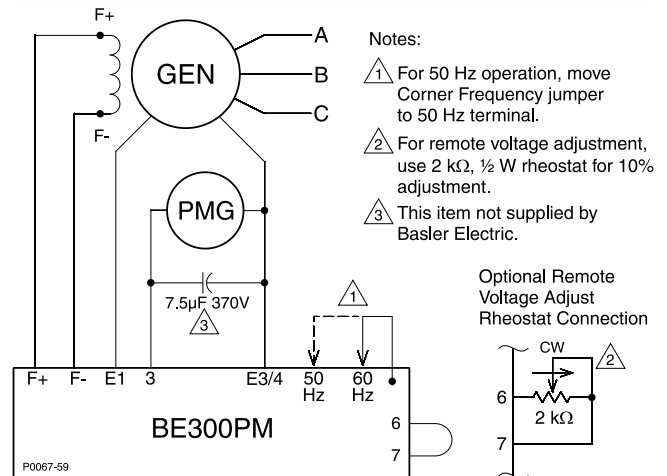 F+
F-
GEN
A
B
C
Notes:
1 For 50 Hz operation, move
Corner Frequency jumper
to 50 Hz terminal.
2 For remote voltage adjustment,
use 2 kΩ, ½ W rheostat for 10%
adjustment.
3 This item not supplied by
Basler Electric.
PMG
7.5µF 370V
3
1
Optional Remote
Voltage Adjust
Rheostat Connection
CW
2
6
2 kΩ
7
F+ F- E1 3 E3/4 50 Hz 60 Hz
BE300PM
6
7
P0067-59